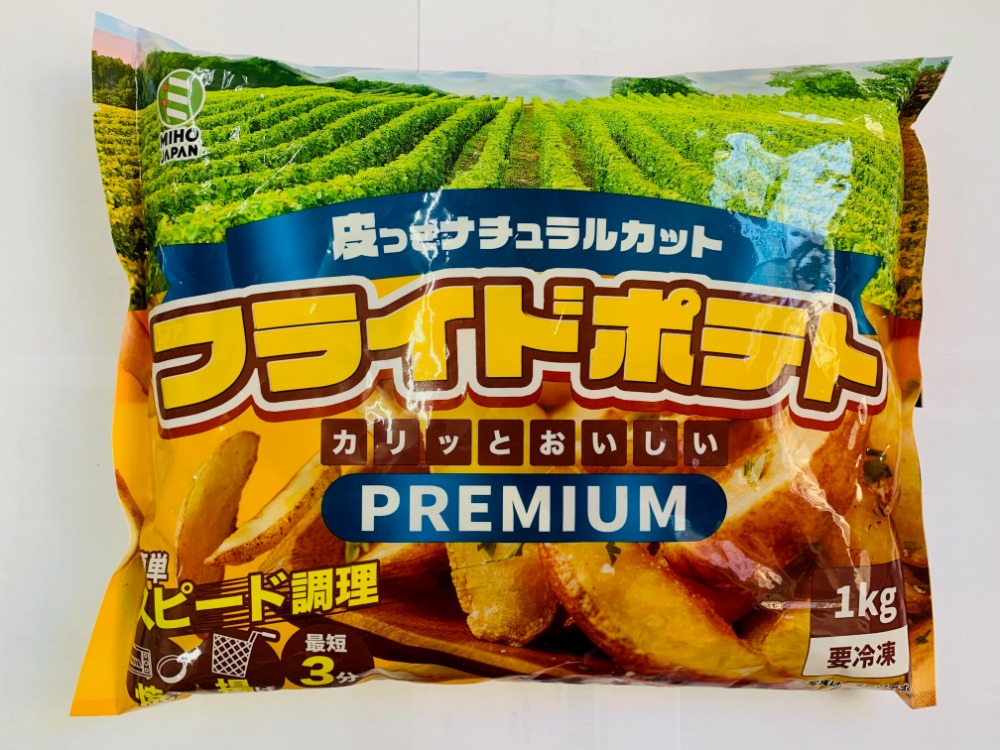 MIHO
JAPAN
皮つきナチュラルカット
フライドポテト
カリッとおいしい
PREMIUM
スピード調理
最短
3分
1kg
要冷凍